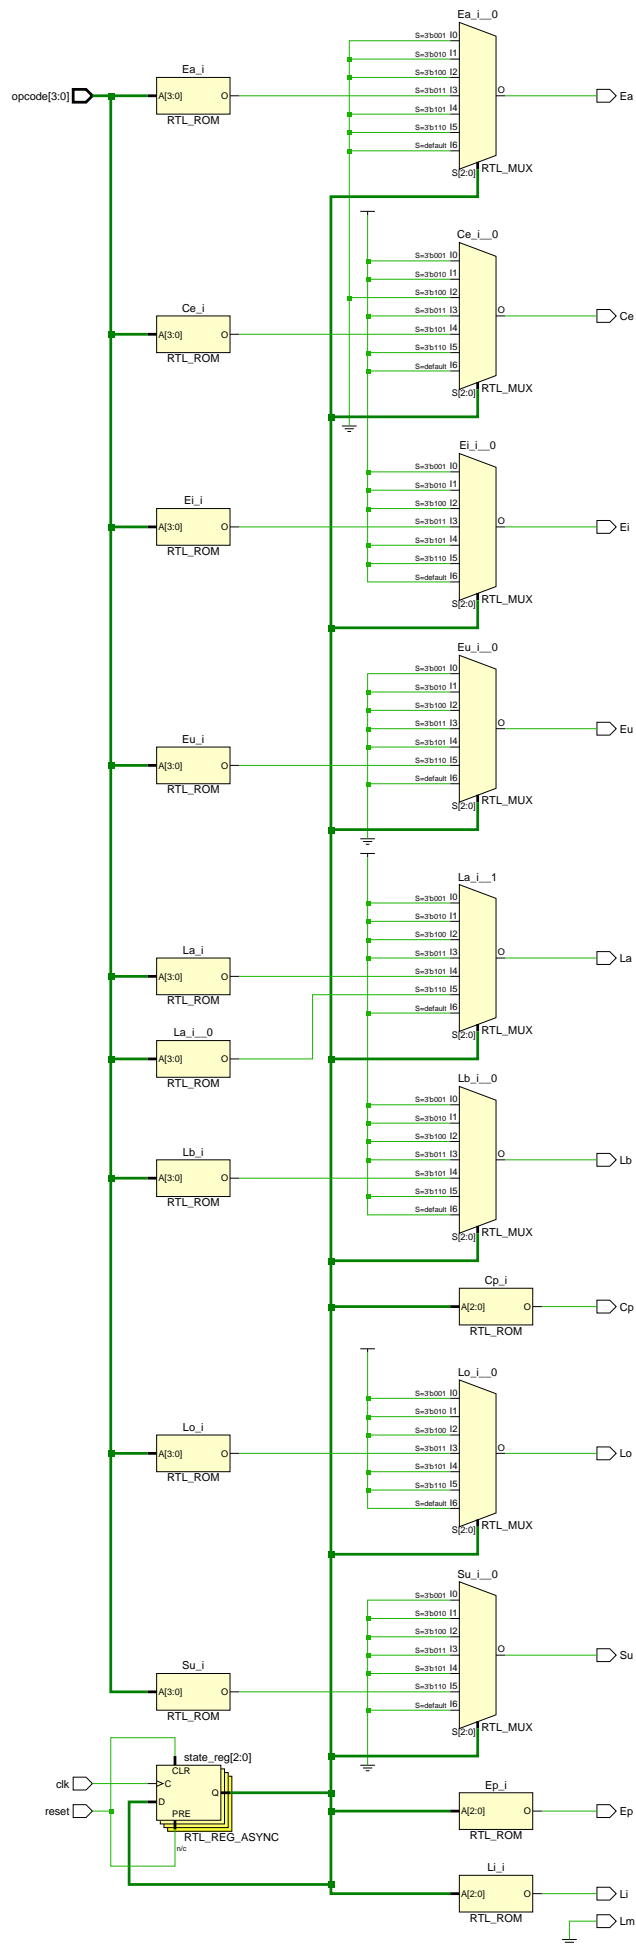 Ea_i__0
S=3'b001 I0
S=3'b010 I1
S=3'b100 I2
S=3'b011 I3
S=3'b101 I4
S=3'b110 I5
S=default I6
S[2:0]
O
RTL_MUX
Ea
Ea_i
opcode[3:0]
A[3:0] O
RTL_ROM
Ce_i__0
S=3'b001 I0
S=3'b010 I1
S=3'b100 I2
S=3'b011 I3
S=3'b101 I4
S=3'b110 I5
S=default I6
S[2:0]
O
RTL_MUX
Ce
Ce_i
A[3:0] O
RTL_ROM
Ei_i__0
S=3'b001 I0
S=3'b010 I1
S=3'b100 I2
S=3'b011 I3
S=3'b101 I4
S=3'b110 I5
S=default I6
S[2:0]
O
RTL_MUX
Ei
Ei_i
A[3:0] O
RTL_ROM
Eu_i__0
S=3'b001 I0
S=3'b010 I1
S=3'b100 I2
S=3'b011 I3
S=3'b101 I4
S=3'b110 I5
S=default I6
S[2:0]
O
RTL_MUX
Eu
Eu_i
A[3:0] O
RTL_ROM
La_i__1
S=3'b001 I0
S=3'b010 I1
S=3'b100 I2
S=3'b011 I3
S=3'b101 I4
S=3'b110 I5
S=default I6
S[2:0]
O
RTL_MUX
La
La_i
A[3:0] O
RTL_ROM
La_i__0
A[3:0] O
RTL_ROM
Lb_i__0
S=3'b001 I0
S=3'b010 I1
S=3'b100 I2
S=3'b011 I3
S=3'b101 I4
S=3'b110 I5
S=default I6
S[2:0]
O
RTL_MUX
Lb
Lb_i
A[3:0] O
RTL_ROM
Cp_i
A[2:0] O
RTL_ROM
Cp
Lo_i__0
S=3'b001 I0
S=3'b010 I1
S=3'b100 I2
S=3'b011 I3
S=3'b101 I4
S=3'b110 I5
S=default I6
S[2:0]
O
RTL_MUX
Lo
Lo_i
A[3:0] O
RTL_ROM
Su_i__0
S=3'b001 I0
S=3'b010 I1
S=3'b100 I2
S=3'b011 I3
S=3'b101 I4
S=3'b110 I5
S=default I6
S[2:0]
O
RTL_MUX
Su
Su_i
A[3:0] O
RTL_ROM
state_reg[2:0]
CLR
clk
C
Q
D
reset
PRE
RTL_REG_ASYNC
n/c
Ep_i
A[2:0] O
RTL_ROM
Ep
Li_i
A[2:0] O
RTL_ROM
Li
Lm